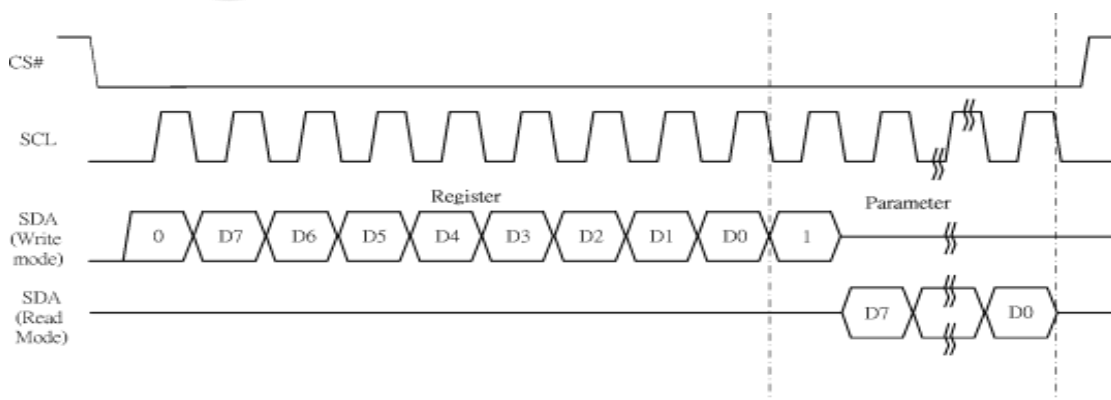 CS#
SCL
Register
Parameter
SDA
(Write
mode)
0 D7 D6 D5 D4 D3 D2 D1 D0 1
SDA
(Read
Mode)
D7 D0